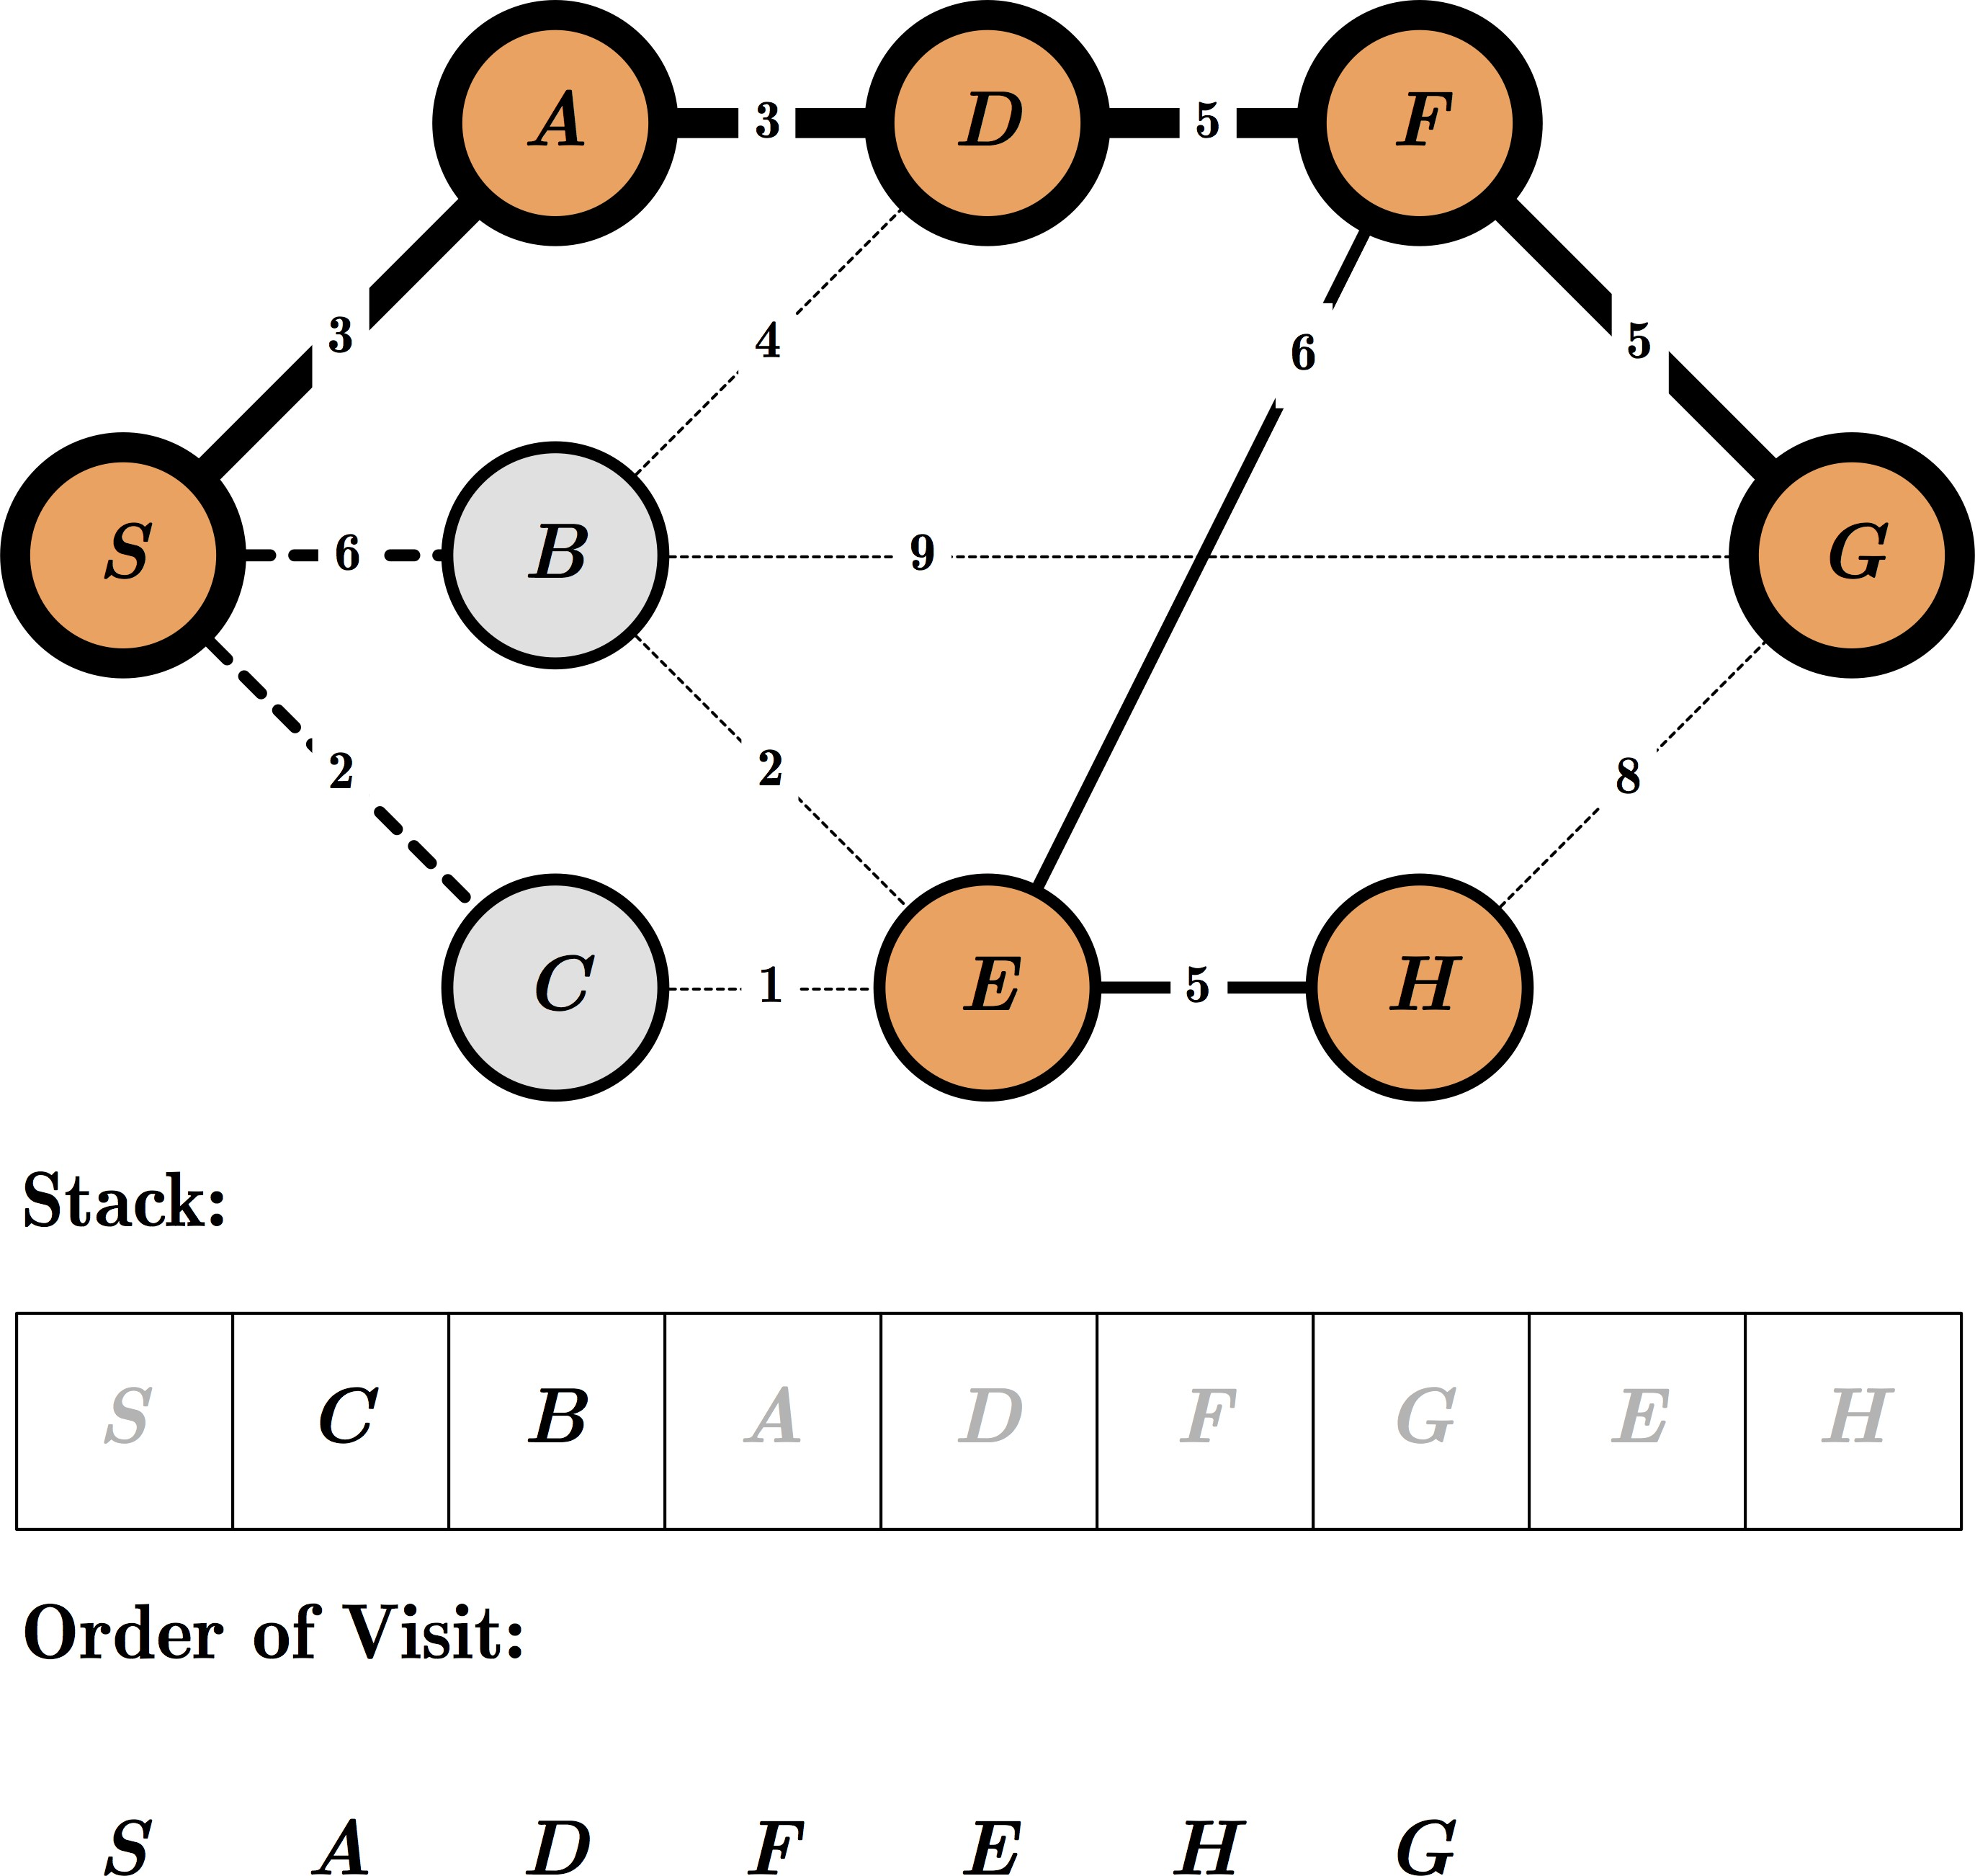 A 3 D 5 F
3 4 6 5
S 6 B 9 G
2 2 8
C 1 E 5 H
Stack:
S C B A D F G E H
Order of Visit:
S A D F E H G